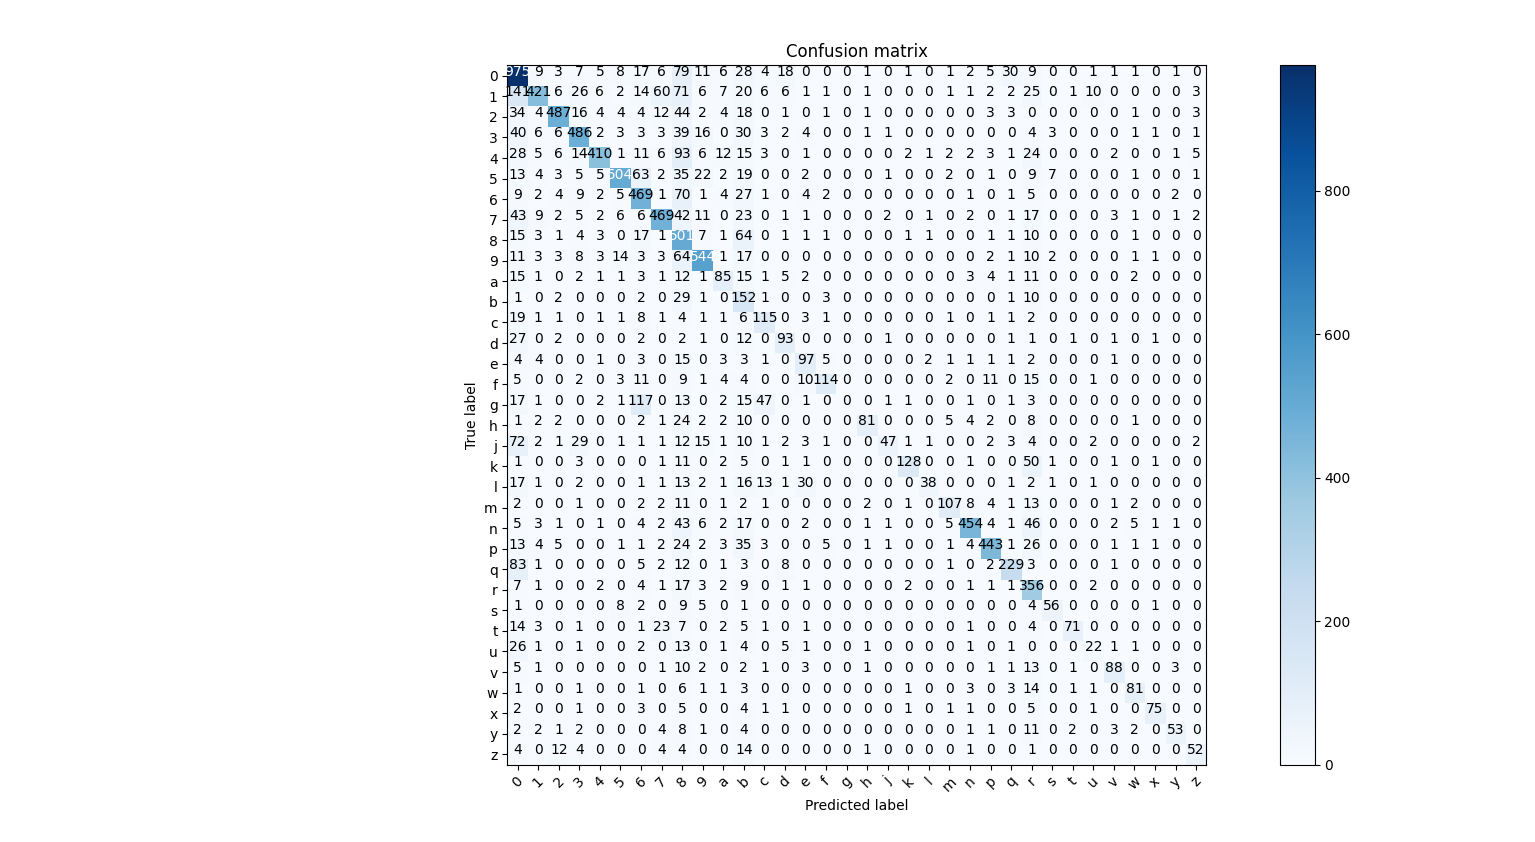 Confusion matrix
0 975 9 3 7 5 8 17 6 79 11 6 28 4 18 0 0 0 1 0 1 0 1 2 5 30 9 0 0 1 1 1 0 1 0
1 141 421 6 26 6 2 14 60 71 6 7 20 6 6 1 1 0 1 0 0 0 1 1 2 2 25 0 1 10 0 0 0 0 3
2 34 4 487 16 4 4 4 12 44 2 4 18 0 1 0 1 0 1 0 0 0 0 0 3 3 0 0 0 0 0 1 0 0 3
3 40 6 6 486 2 3 3 3 39 16 0 30 3 2 4 0 0 1 1 0 0 0 0 0 0 4 3 0 0 0 1 1 0 1
4 28 5 6 14 410 1 11 6 93 6 12 15 3 0 1 0 0 0 0 2 1 2 2 3 1 24 0 0 0 2 0 0 1 5
5 13 4 3 5 5 504 63 2 35 22 2 19 0 0 2 0 0 0 1 0 0 2 0 1 0 9 7 0 0 0 1 0 0 1
6 9 2 4 9 2 5 469 1 70 1 4 27 1 0 4 2 0 0 0 0 0 0 1 0 1 5 0 0 0 0 0 0 2 0
7 43 9 2 5 2 6 6 469 42 11 0 23 0 1 1 0 0 0 2 0 1 0 2 0 1 17 0 0 0 3 1 0 1 2
8 15 3 1 4 3 0 17 1 501 7 1 64 0 1 1 1 0 0 0 1 1 0 0 1 1 10 0 0 0 0 1 0 0 0
9 11 3 3 8 3 14 3 3 64 544 1 17 0 0 0 0 0 0 0 0 0 0 0 2 1 10 2 0 0 0 1 1 0 0
a 15 1 0 2 1 1 3 1 12 1 85 15 1 5 2 0 0 0 0 0 0 0 3 4 1 11 0 0 0 0 2 0 0 0
b 1 0 2 0 0 0 2 0 29 1 0 152 1 0 0 3 0 0 0 0 0 0 0 0 1 10 0 0 0 0 0 0 0 0
c 19 1 1 0 1 1 8 1 4 1 1 6 115 0 3 1 0 0 0 0 0 1 0 1 1 2 0 0 0 0 0 0 0 0
d 27 0 2 0 0 0 2 0 2 1 0 12 0 93 0 0 0 0 1 0 0 0 0 0 1 1 0 1 0 1 0 1 0 0
e 4 4 0 0 1 0 3 0 15 0 3 3 1 0 97 5 0 0 0 0 2 1 1 1 1 2 0 0 0 1 0 0 0 0
f 5 0 0 2 0 3 11 0 9 1 4 4 0 0 10 114 0 0 0 0 0 2 0 11 0 15 0 0 1 0 0 0 0 0
g 17 1 0 0 2 1 117 0 13 0 2 15 47 0 1 0 0 0 1 1 0 0 1 0 1 3 0 0 0 0 0 0 0 0
h 1 2 2 0 0 0 2 1 24 2 2 10 0 0 0 0 0 81 0 0 0 5 4 2 0 8 0 0 0 0 1 0 0 0
j 72 2 1 29 0 1 1 1 12 15 1 10 1 2 3 1 0 0 47 1 1 0 0 2 3 4 0 0 2 0 0 0 0 2
k 1 0 0 3 0 0 0 1 11 0 2 5 0 1 1 0 0 0 0 128 0 0 1 0 0 50 1 0 0 1 0 1 0 0
l 17 1 0 2 0 0 1 1 13 2 1 16 13 1 30 0 0 0 0 0 38 0 0 0 1 2 1 0 0 1 0 0 0 0
m 2 0 0 1 0 0 2 2 11 0 1 2 1 0 0 0 0 2 0 1 0 107 8 4 1 13 0 0 0 1 2 0 0 0
n 5 3 1 0 1 0 4 2 43 6 2 17 0 0 2 0 0 1 1 0 0 5 454 4 1 46 0 0 0 2 5 1 1 0
p 13 4 5 0 0 1 1 2 24 2 3 35 3 0 0 5 0 1 1 0 0 1 4 443 1 26 0 0 0 1 1 1 0 0
q 83 1 0 0 0 0 5 2 12 0 1 3 0 8 0 0 0 0 0 0 0 1 0 2 229 3 0 0 0 1 0 0 0 0
r 7 1 0 0 2 0 4 1 17 3 2 9 0 1 1 0 0 0 0 2 0 0 1 1 1 356 0 0 2 0 0 0 0 0
s 1 0 0 0 0 8 2 0 9 5 0 1 0 0 0 0 0 0 0 0 0 0 0 0 0 4 56 0 0 0 0 1 0 0
t 14 3 0 1 0 0 1 23 7 0 2 5 1 0 1 0 0 0 0 0 0 0 1 0 0 4 0 71 0 0 0 0 0 0
u 26 1 0 1 0 0 2 0 13 0 1 4 0 5 1 0 0 1 0 0 0 0 1 0 1 0 0 0 22 1 1 0 0 0
v 5 1 0 0 0 0 0 1 10 2 0 2 1 0 3 0 0 0 0 0 0 0 0 1 1 13 0 1 0 88 0 0 3 0
w 1 0 0 1 0 0 1 0 6 1 1 3 0 0 0 0 0 0 0 1 0 0 3 0 3 14 0 1 1 0 81 0 0 0
x 2 0 0 1 0 0 3 0 5 0 0 4 1 1 0 0 0 0 0 1 0 1 1 0 0 5 0 0 1 0 0 75 0 0
y 2 2 1 2 0 0 0 4 8 1 0 4 0 0 0 0 0 0 0 0 0 0 1 1 0 11 0 2 0 3 2 0 53 0
z 4 0 12 4 0 0 0 4 4 0 0 14 0 0 0 0 0 1 0 0 0 0 1 0 0 1 0 0 0 0 0 0 0 52
0 1 2 3 4 5 6 7 8 9 a b c d e f g h j k l m n p q r s t u v w x y z
True label
Predicted label
800
600
400
200
0